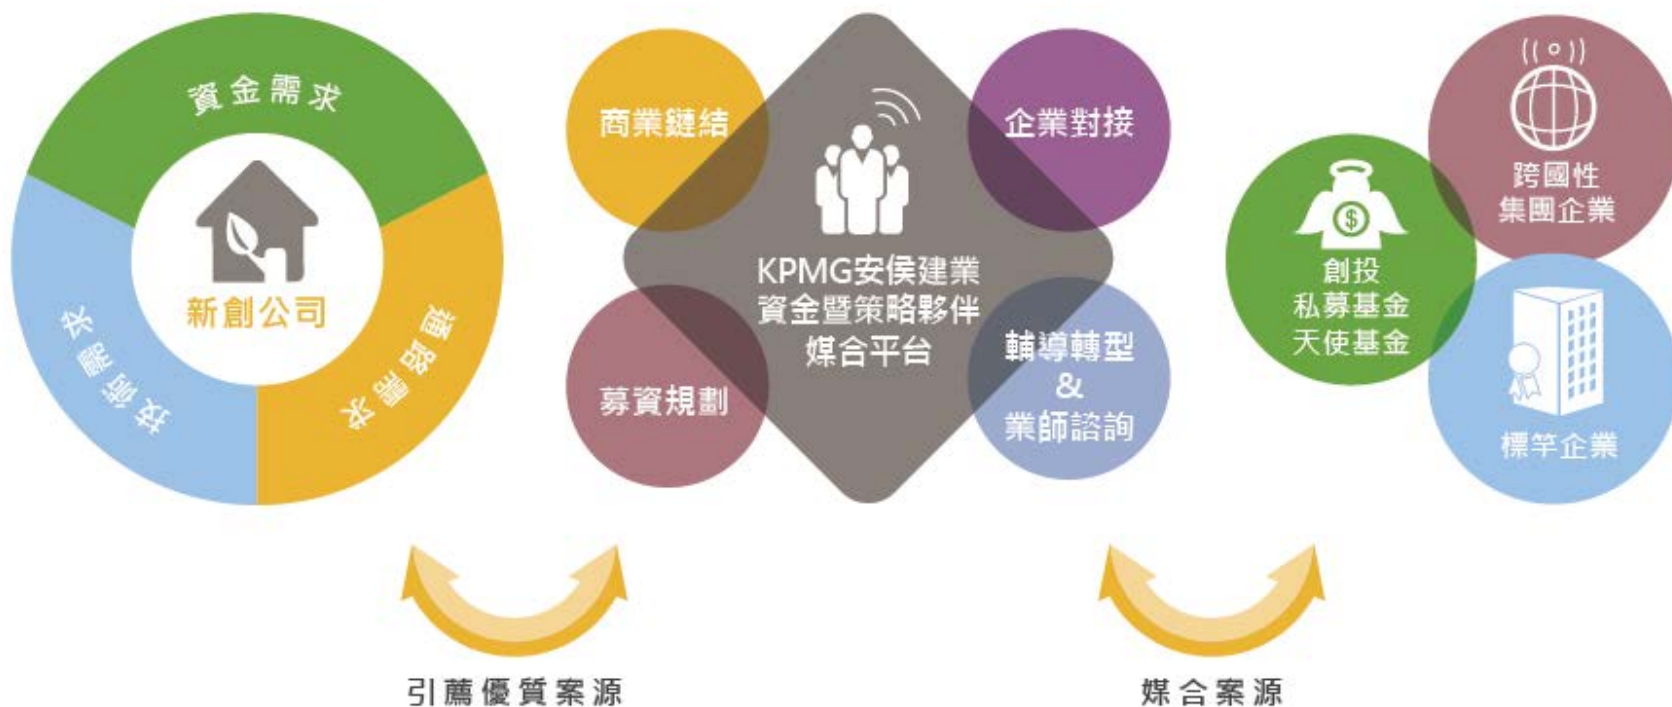 資金需求
技術需求
通路需求
新創公司
商業鏈結
企業對接
KPMG安侯建業
資金暨策略夥伴
媒合平台
募資規劃
輔導轉型
&
業師諮詢
$
創投
私募基金
天使基金
跨國性
集團企業
標竿企業
引薦優質案源
媒合案源